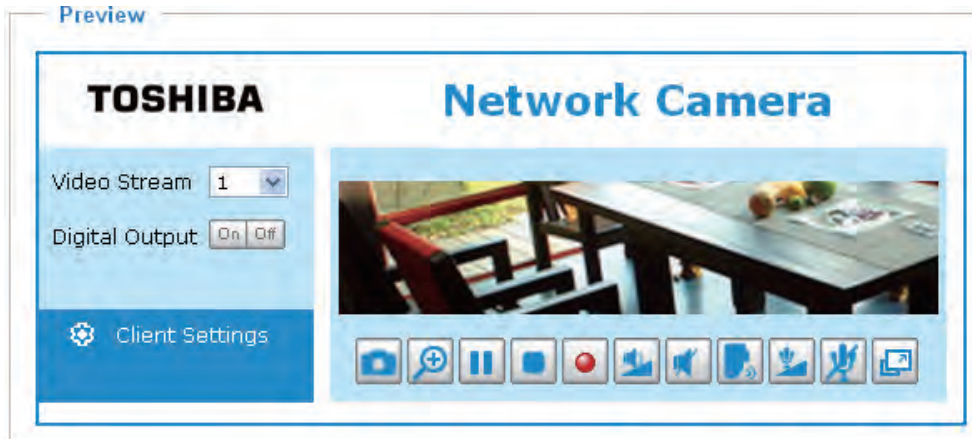 Preview
TOSHIBA
Network Camera
Video Stream 1
Digital Output On Off
Client Settings